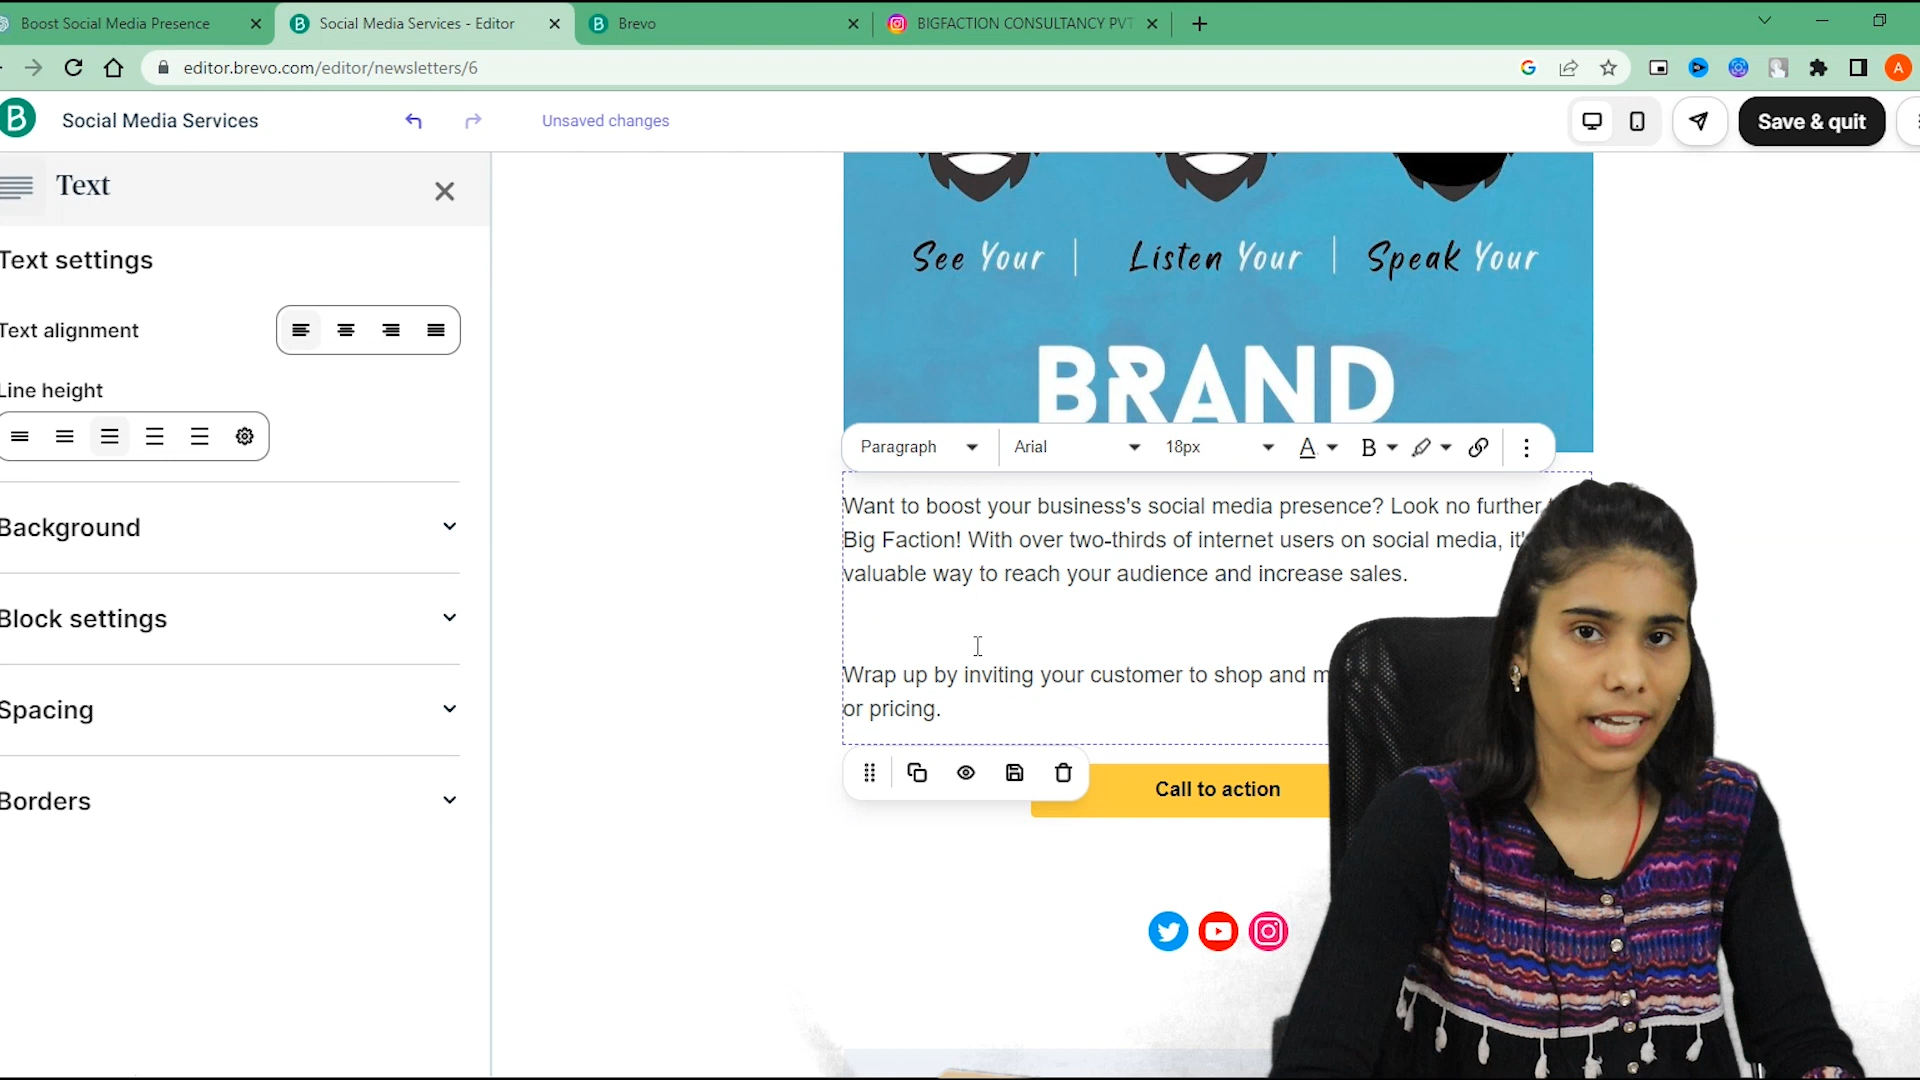 Boost Social Media Presence
Social Media Services - Editor
Brevo
BIGFACTION CONSULTANCY PVT
editor.brevo.com/editor/newsletters/6
A
B
Social Media Services
Unsaved changes
Save & quit
Text
Text settings
Text alignment
Line height
Background
Block settings
Spacing
Borders
See Your | Listen Your | Speak Your
BRAND
Paragraph
Arial
18px
A
B
Want to boost your business's social media presence? Look no further
Big Faction! With over two-thirds of internet users on social media, it'
valuable way to reach your audience and increase sales.
Wrap up by inviting your customer to shop and m
or pricing.
Call to action